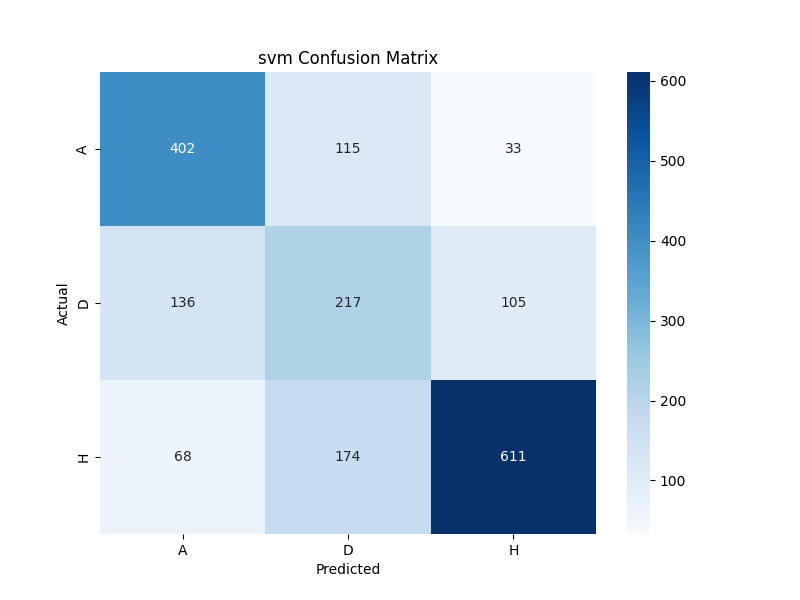 svm Confusion Matrix
A 402 115 33
D 136 217 105
H 68 174 611
A D H
Predicted
Actual
600
500
400
300
200
100